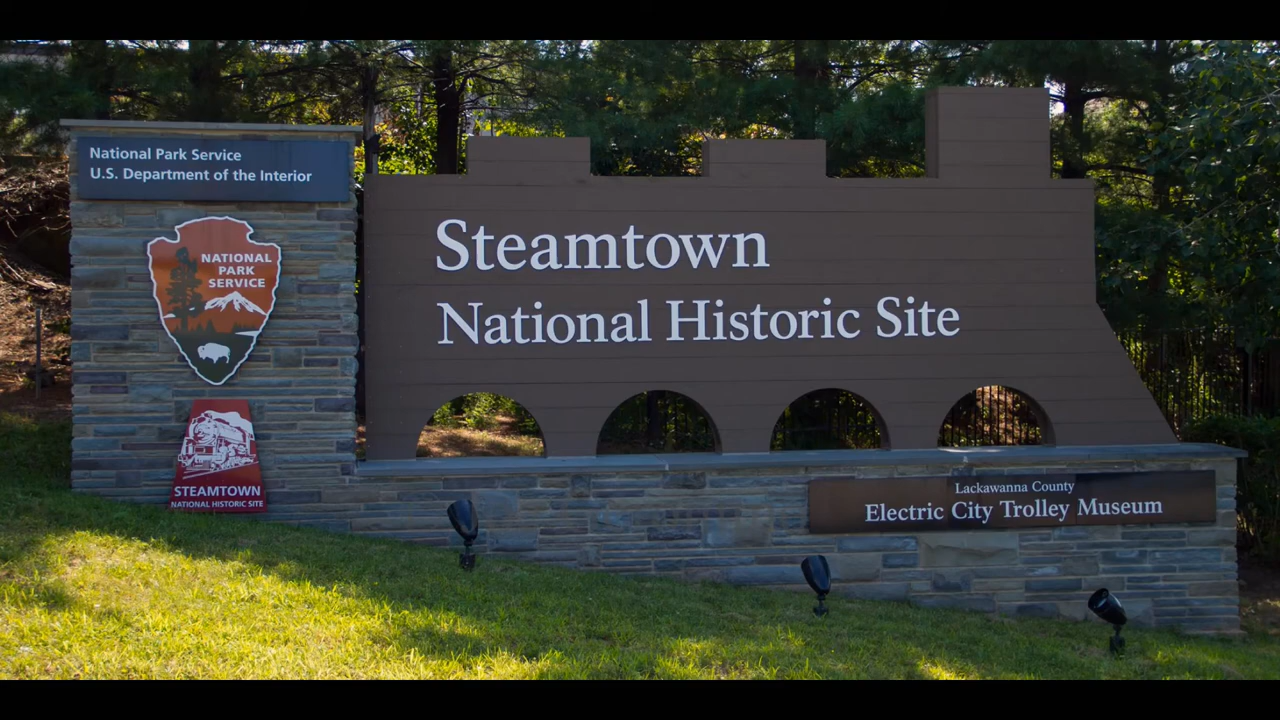 National Park Service
U.S. Department of the Interior
NATIONAL
PARK
SERVICE
STEAMTOWN
NATIONAL HISTORIC SITE
Steamtown
National Historic Site
Lackawanna County
Electric City Trolley Museum